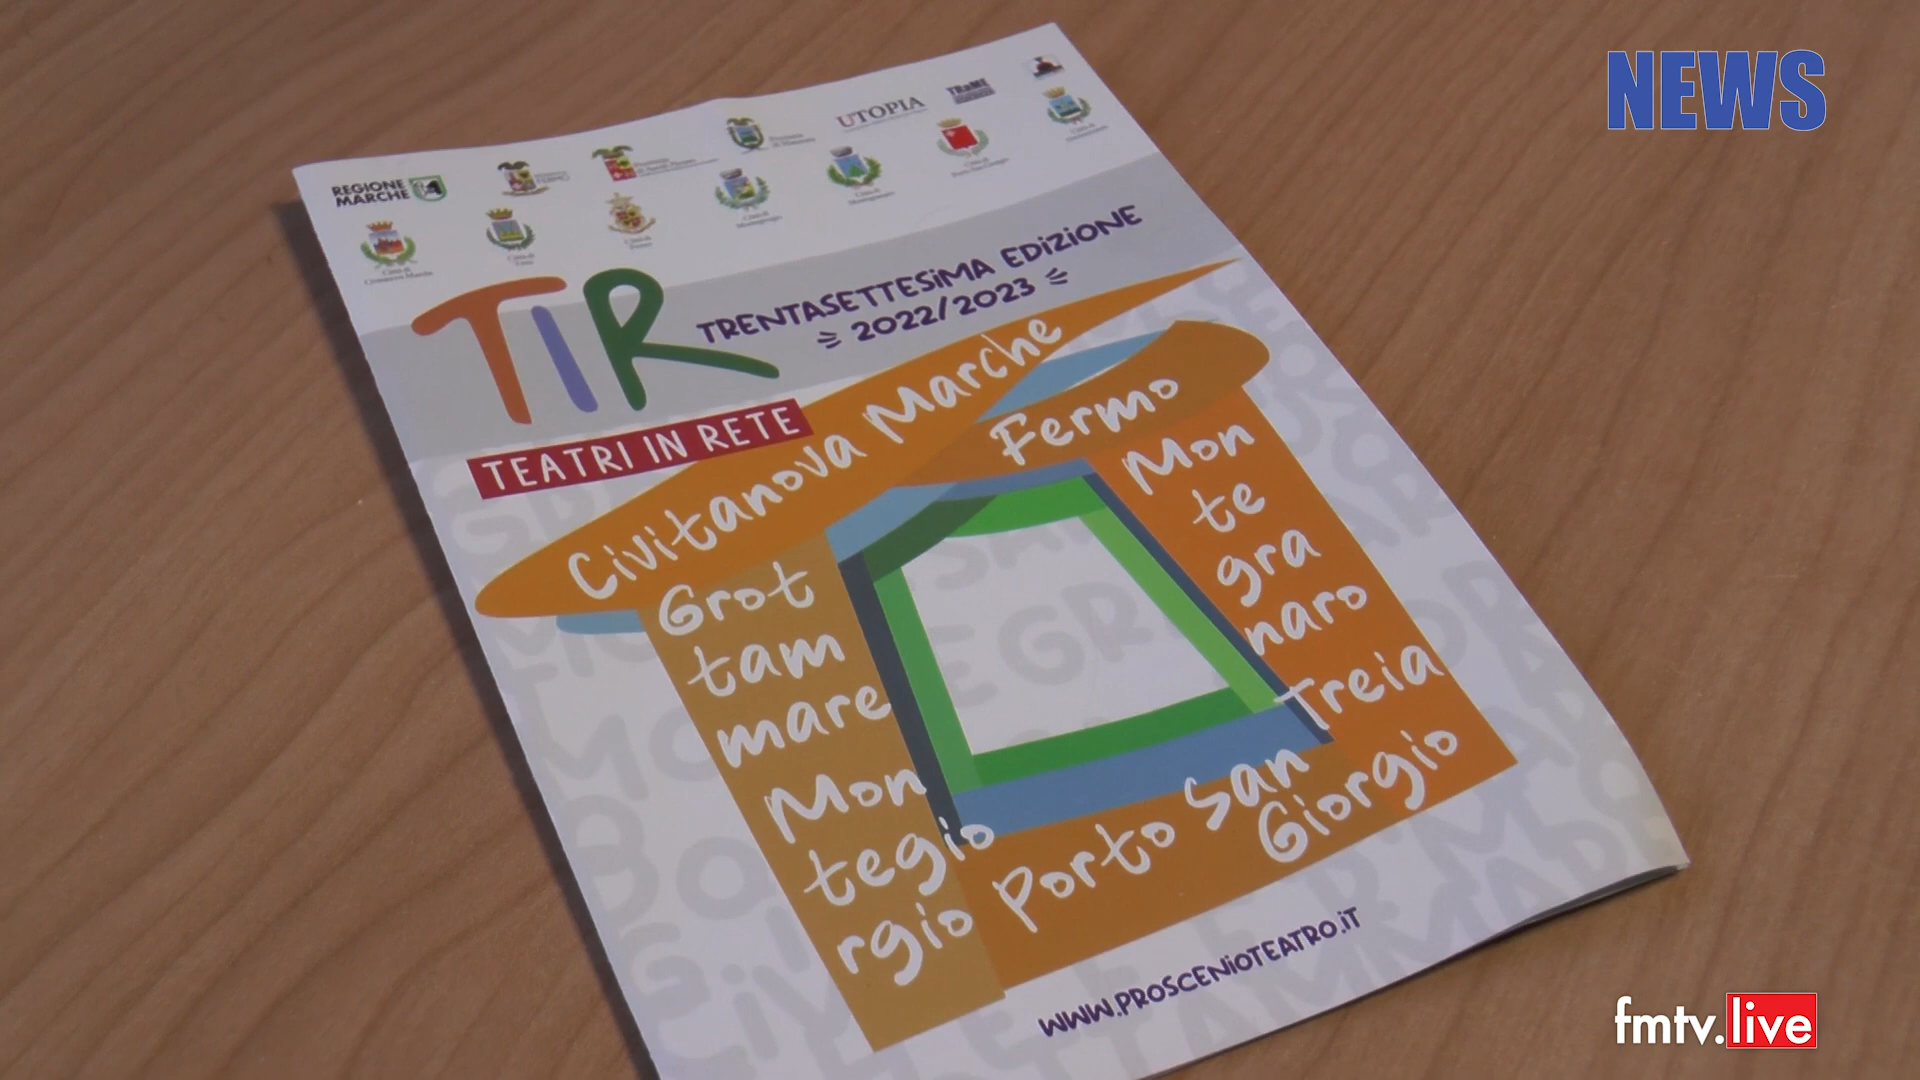 NEWS
UTOPIA
TRaME
REGIONE
MARCHE
TIR
TRENTASETTESiMA EDiZiONE
2022/2023
TEATRI IN RETE
Civitanova Marche
Fermo
Grot
tam
mare
Mon
tegio
rgio
Mon
te
gra
naro
Treia
Porto San
Giorgio
WWW.PROSCENiOTEATRO.iT
fmtv.live